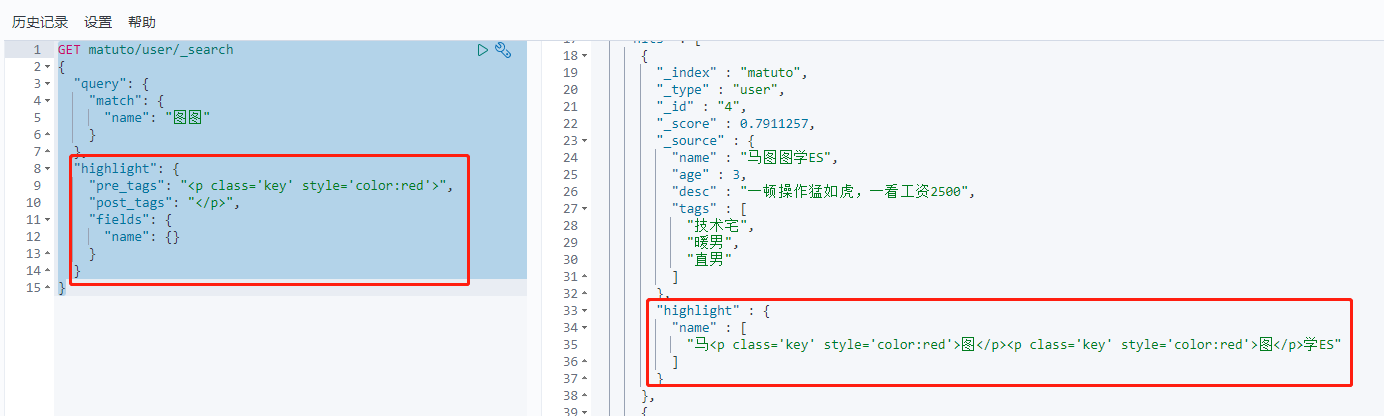 历史记录 设置 帮助
1 GET matuto/user/_search
2 {
3 "query": {
4 "match": {
5 "name": "图图"
6 }
7 },
8 "highlight": {
9 "pre_tags": "<p class='key' style='color:red'>",
10 "post_tags": "</p>",
11 "fields": {
12 "name": {}
13 }
14 }
15 }
17 "hits" : [
18 {
19 "_index" : "matuto",
20 "_type" : "user",
21 "_id" : "4",
22 "_score" : 0.7911257,
23 "_source" : {
24 "name" : "马图图学ES",
25 "age" : 3,
26 "desc" : "一顿操作猛如虎，一看工资2500",
27 "tags" : [
28 "技术宅",
29 "暖男",
30 "直男"
31 ]
32 },
33 "highlight" : {
34 "name" : [
35 "马<p class='key' style='color:red'>图</p><p class='key' style='color:red'>图</p>学ES"
36 ]
37 }
38 },
39 {